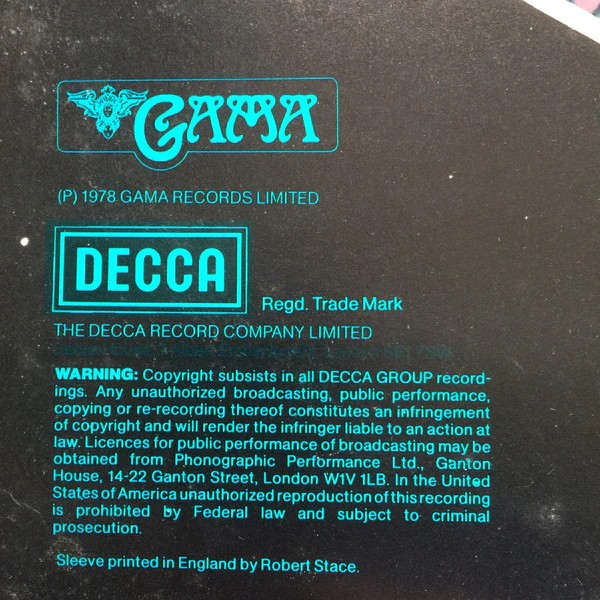 GAMA
(P) 1978 GAMA RECORDS LIMITED
DECCA
Regd. Trade Mark
THE DECCA RECORD COMPANY LIMITED
WARNING: Copyright subsists in all DECCA GROUP record-
ings. Any unauthorized broadcasting, public performance,
copying or re-recording thereof constitutes an infringement
of copyright and will render the infringer liable to an action at
law. Licences for public performance of broadcasting may be
obtained from Phonographic Performance Ltd., Ganton
House, 14-22 Ganton Street, London W1V 1LB. In the United
States of America unauthorized reproduction of this recording
is prohibited by Federal law and subject to criminal
prosecution.
Sleeve printed in England by Robert Stace.